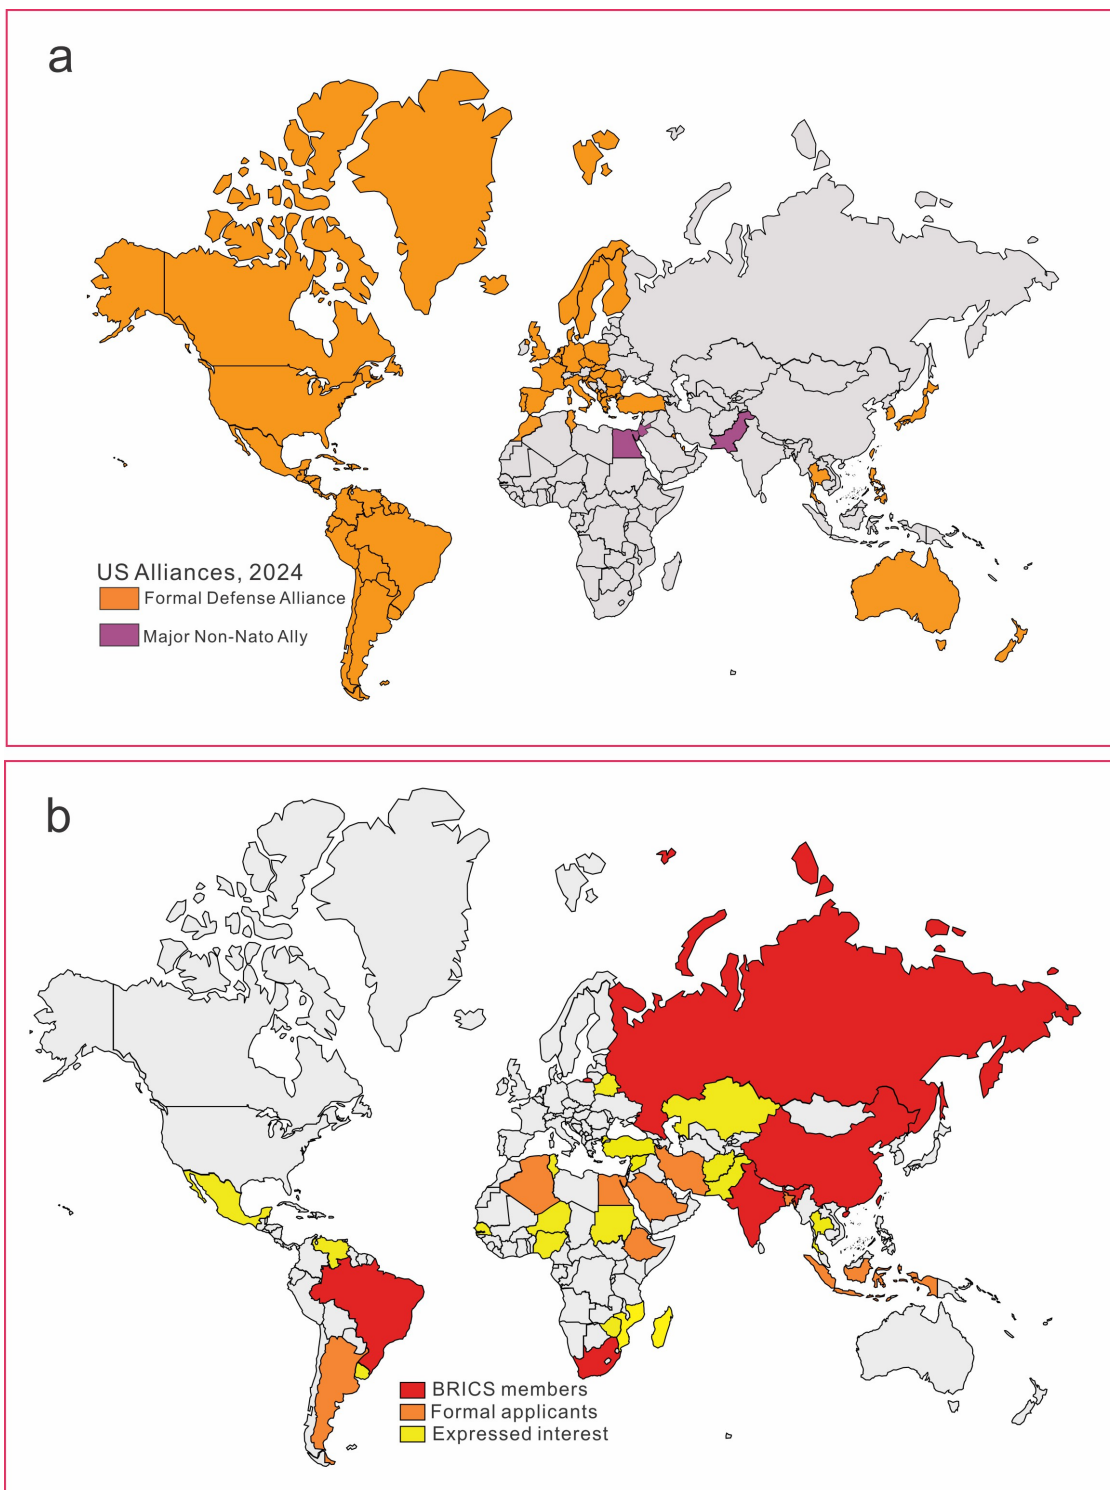 a
US Alliances, 2024
Formal Defense Alliance
Major Non-Nato Ally
b
BRICS members
Formal applicants
Expressed interest